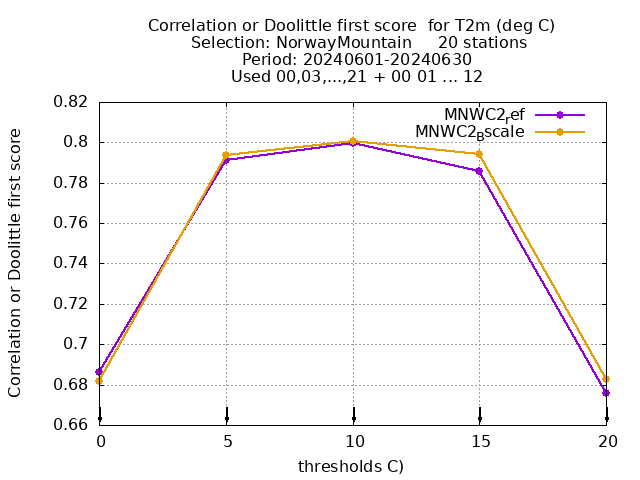 Correlation or Doolittle first score  for T2m (deg C)
Selection: NorwayMountain     20 stations
Period: 20240601-20240630
Used 00,03,...,21 + 00 01 ... 12
MNWC2ref
MNWC2Bscale
Correlation or Doolittle first score
0.82
0.8
0.78
0.76
0.74
0.72
0.7
0.68
0.66
0 5 10 15 20
thresholds C)